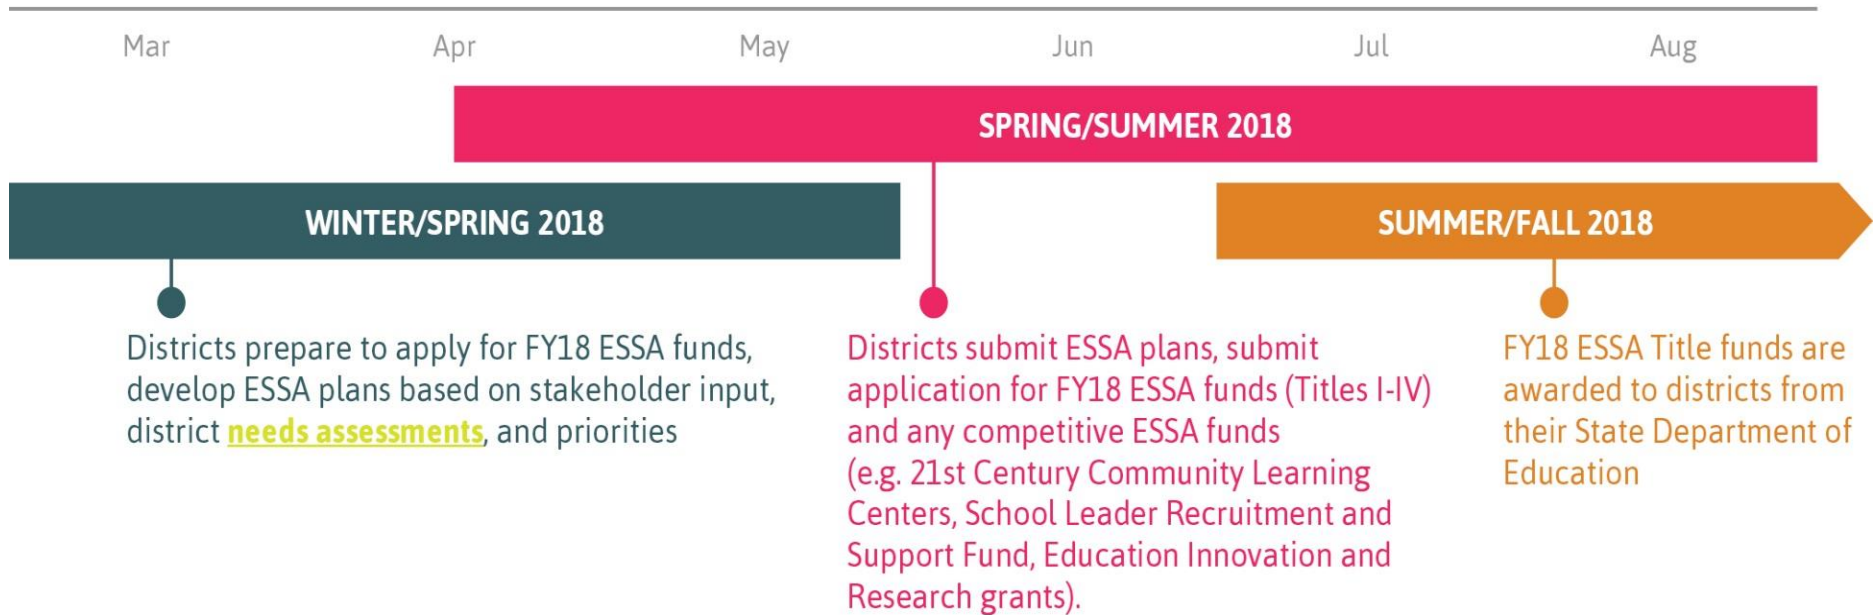 Mar Apr May Jun Jul Aug
SPRING/SUMMER 2018
WINTER/SPRING 2018
SUMMER/FALL 2018
Districts prepare to apply for FY18 ESSA funds,
develop ESSA plans based on stakeholder input,
district needs assessments, and priorities
Districts submit ESSA plans, submit
application for FY18 ESSA funds (Titles I-IV)
and any competitive ESSA funds
(e.g. 21st Century Community Learning
Centers, School Leader Recruitment and
Support Fund, Education Innovation and
Research grants).
FY18 ESSA Title funds are
awarded to districts from
their State Department of
Education